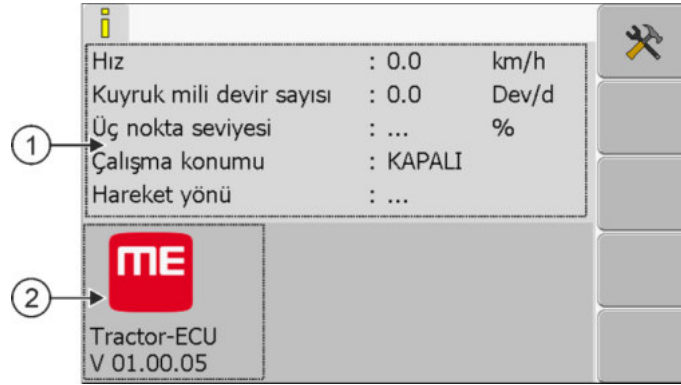 i
Hız : 0.0 km/h
Kuyruk mili devir sayısı : 0.0 Dev/d
Üç nokta seviyesi : ... %
Çalışma konumu : KAPALI
Hareket yönü : ...
1
ME
2
Tractor-ECU
V 01.00.05